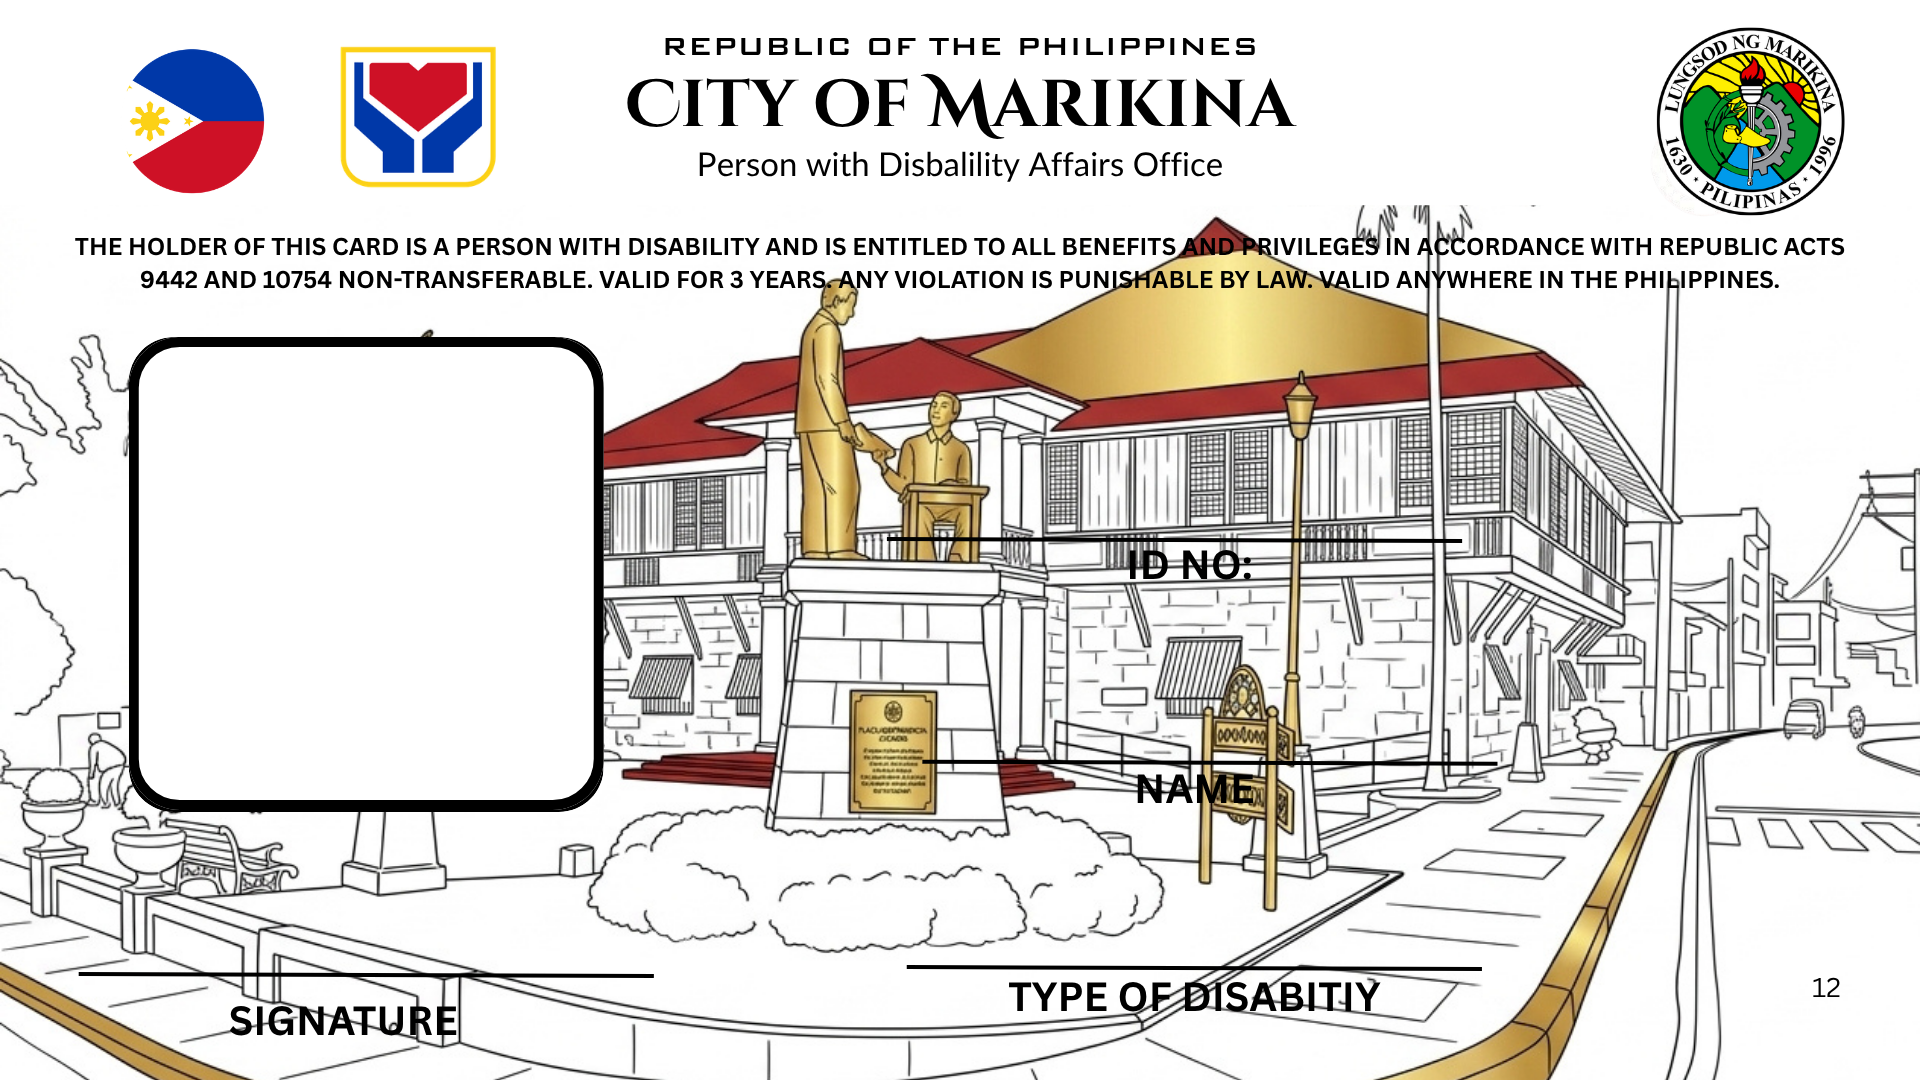 REPUBLIC OF THE PHILIPPINES
CITY OF MARIKINA
Person with Disbalility Affairs Office
LUNGSOD NG MARIKINA
1630 • PILIPINAS • 1996
THE HOLDER OF THIS CARD IS A PERSON WITH DISABILITY AND IS ENTITLED TO ALL BENEFITS AND PRIVILEGES IN ACCORDANCE WITH REPUBLIC ACTS
9442 AND 10754 NON-TRANSFERABLE. VALID FOR 3 YEARS. ANY VIOLATION IS PUNISHABLE BY LAW. VALID ANYWHERE IN THE PHILIPPINES.
ID NO:
NAME
TYPE OF DISABITIY
SIGNATURE
12